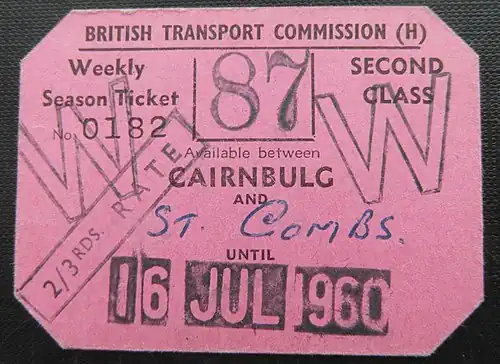 BRITISH TRANSPORT COMMISSION (H)
Weekly 87 SECOND
Season Ticket CLASS
No. 0182
W W
Available between
CAIRNBULG
AND
St. Combs.
2/3 RDS. RATE
UNTIL
16 JUL 1960